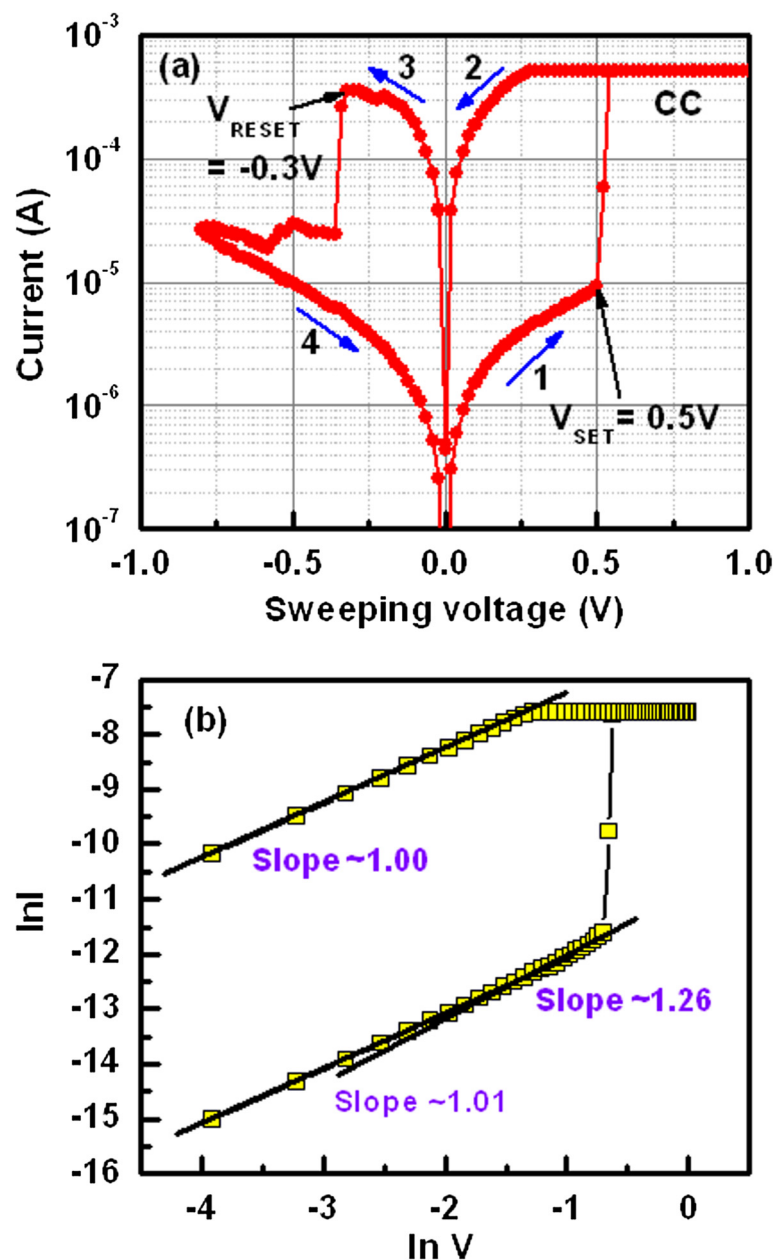 (a)
3
2
CC
V_RESET
= -0.3V
4
1
V_SET = 0.5V
10^-3
10^-4
10^-5
10^-6
10^-7
Current (A)
-1.0 -0.5 0.0 0.5 1.0
Sweeping voltage (V)
(b)
-7
-8
-9
-10
-11
-12
-13
-14
-15
-16
lnI
Slope ~1.00
Slope ~1.26
Slope ~1.01
-4 -3 -2 -1 0
ln V